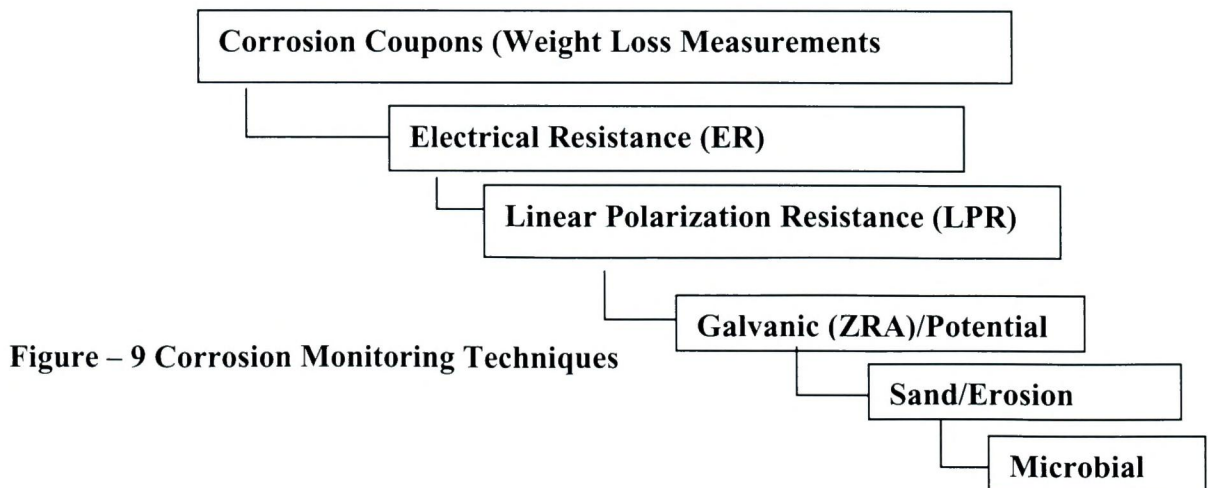 Corrosion Coupons (Weight Loss Measurements
Electrical Resistance (ER)
Linear Polarization Resistance (LPR)
Galvanic (ZRA)/Potential
Figure – 9 Corrosion Monitoring Techniques
Sand/Erosion
Microbial